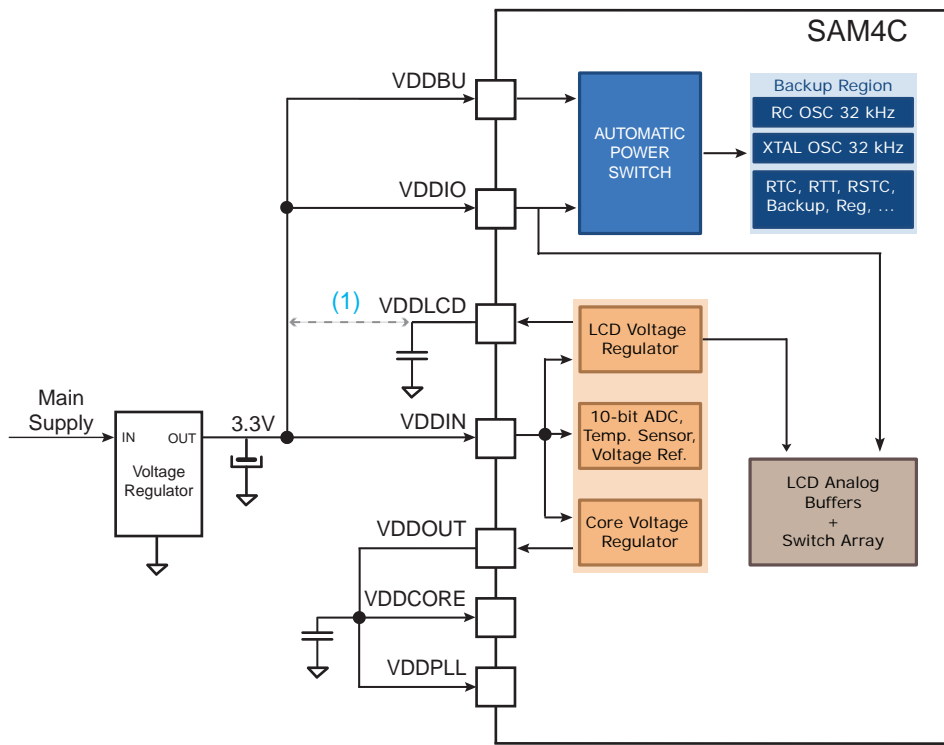 SAM4C
VDDBU
AUTOMATIC
POWER
SWITCH
Backup Region
RC OSC 32 kHz
XTAL OSC 32 kHz
RTC, RTT, RSTC,
Backup, Reg, ...
VDDIO
(1)
VDDLCD
LCD Voltage
Regulator
Main
Supply
IN
OUT
Voltage
Regulator
3.3V
VDDIN
10-bit ADC,
Temp. Sensor,
Voltage Ref.
LCD Analog
Buffers
+
Switch Array
VDDOUT
Core Voltage
Regulator
VDDCORE
VDDPLL